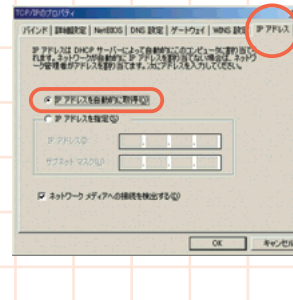 TCP/IPのプロパティ
バインド 詳細設定 NetBIOS DNS 設定 ゲートウェイ WINS 設定 IP アドレス
IP アドレスは DHCP サーバーによって自動的にこのコンピュータに割り当てられます。ネットワークが自動的に IP アドレスを割り当てない場合は、ネットワーク管理者がアドレスを割り当てます。次にアドレスを入力してください。
IP アドレスを自動的に取得(O)
IP アドレスを指定(S)
IP アドレス(I):
サブネット マスク(U):
ネットワーク メディアへの接続を検出する(D)
OK キャンセル